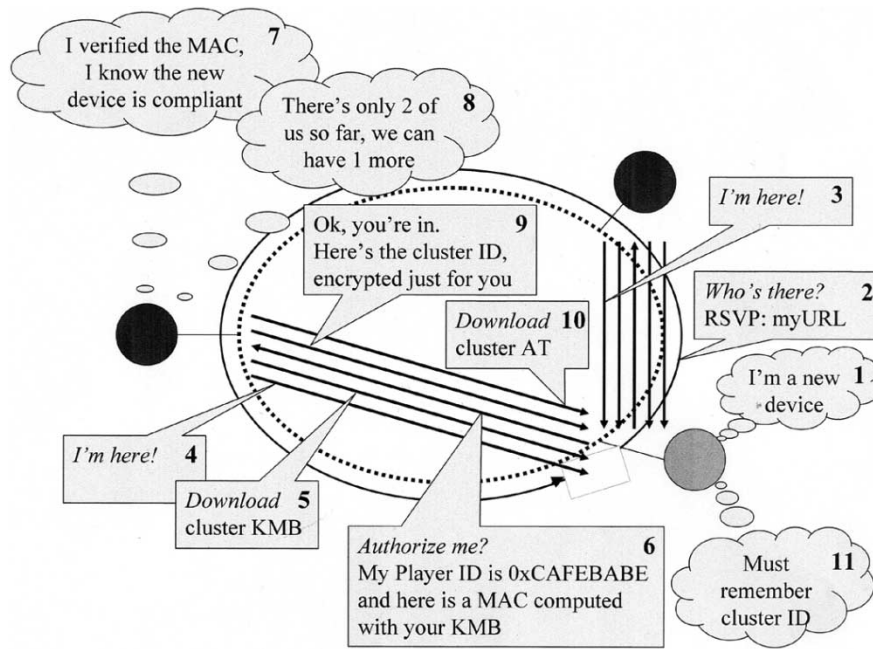 I verified the MAC, 7
I know the new
device is compliant
There's only 2 of 8
us so far, we can
have 1 more
I'm here! 3
Ok, you're in. 9
Here's the cluster ID,
encrypted just for you
Who's there? 2
RSVP: myURL
Download 10
cluster AT
I'm a new 1
device
I'm here! 4
Download 5
cluster KMB
Authorize me? 6
My Player ID is 0xCAFEBABE
and here is a MAC computed
with your KMB
Must 11
remember
cluster ID